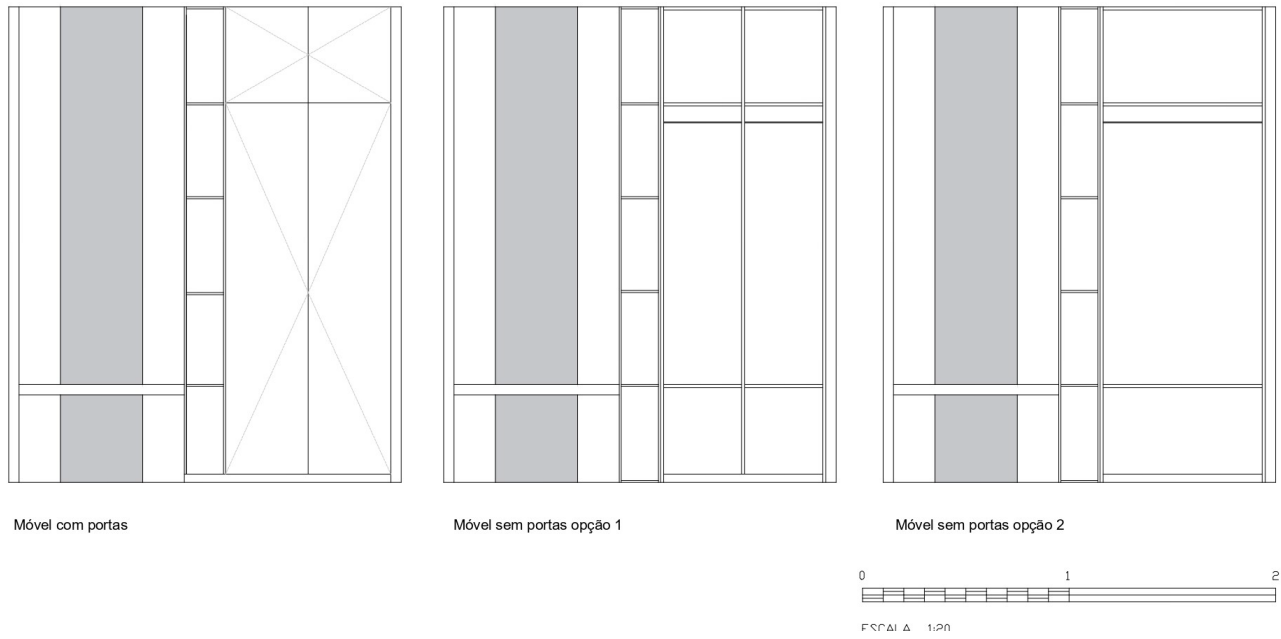 Móvel com portas
Móvel sem portas opção 1
Móvel sem portas opção 2
0 1 2
ESCALA 1:20